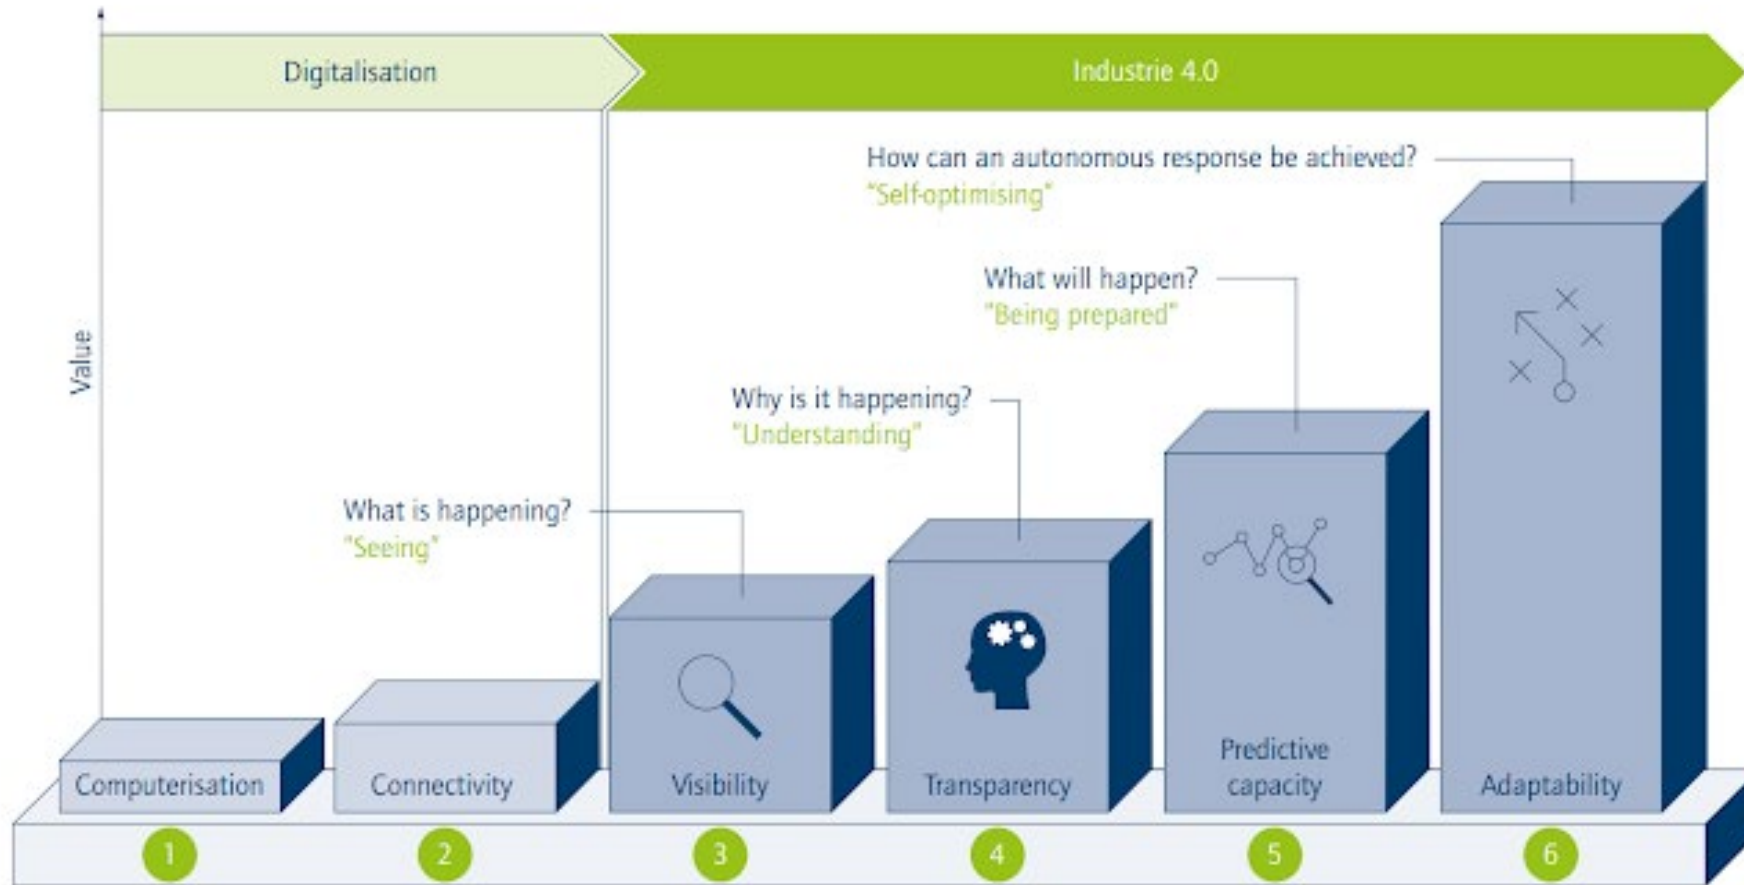 Digitalisation
Industrie 4.0
How can an autonomous response be achieved?
"Self-optimising"
What will happen?
"Being prepared"
Value
Why is it happening?
"Understanding"
What is happening?
"Seeing"
Computerisation
Connectivity
Visibility
Transparency
Predictive
capacity
Adaptability
1
2
3
4
5
6